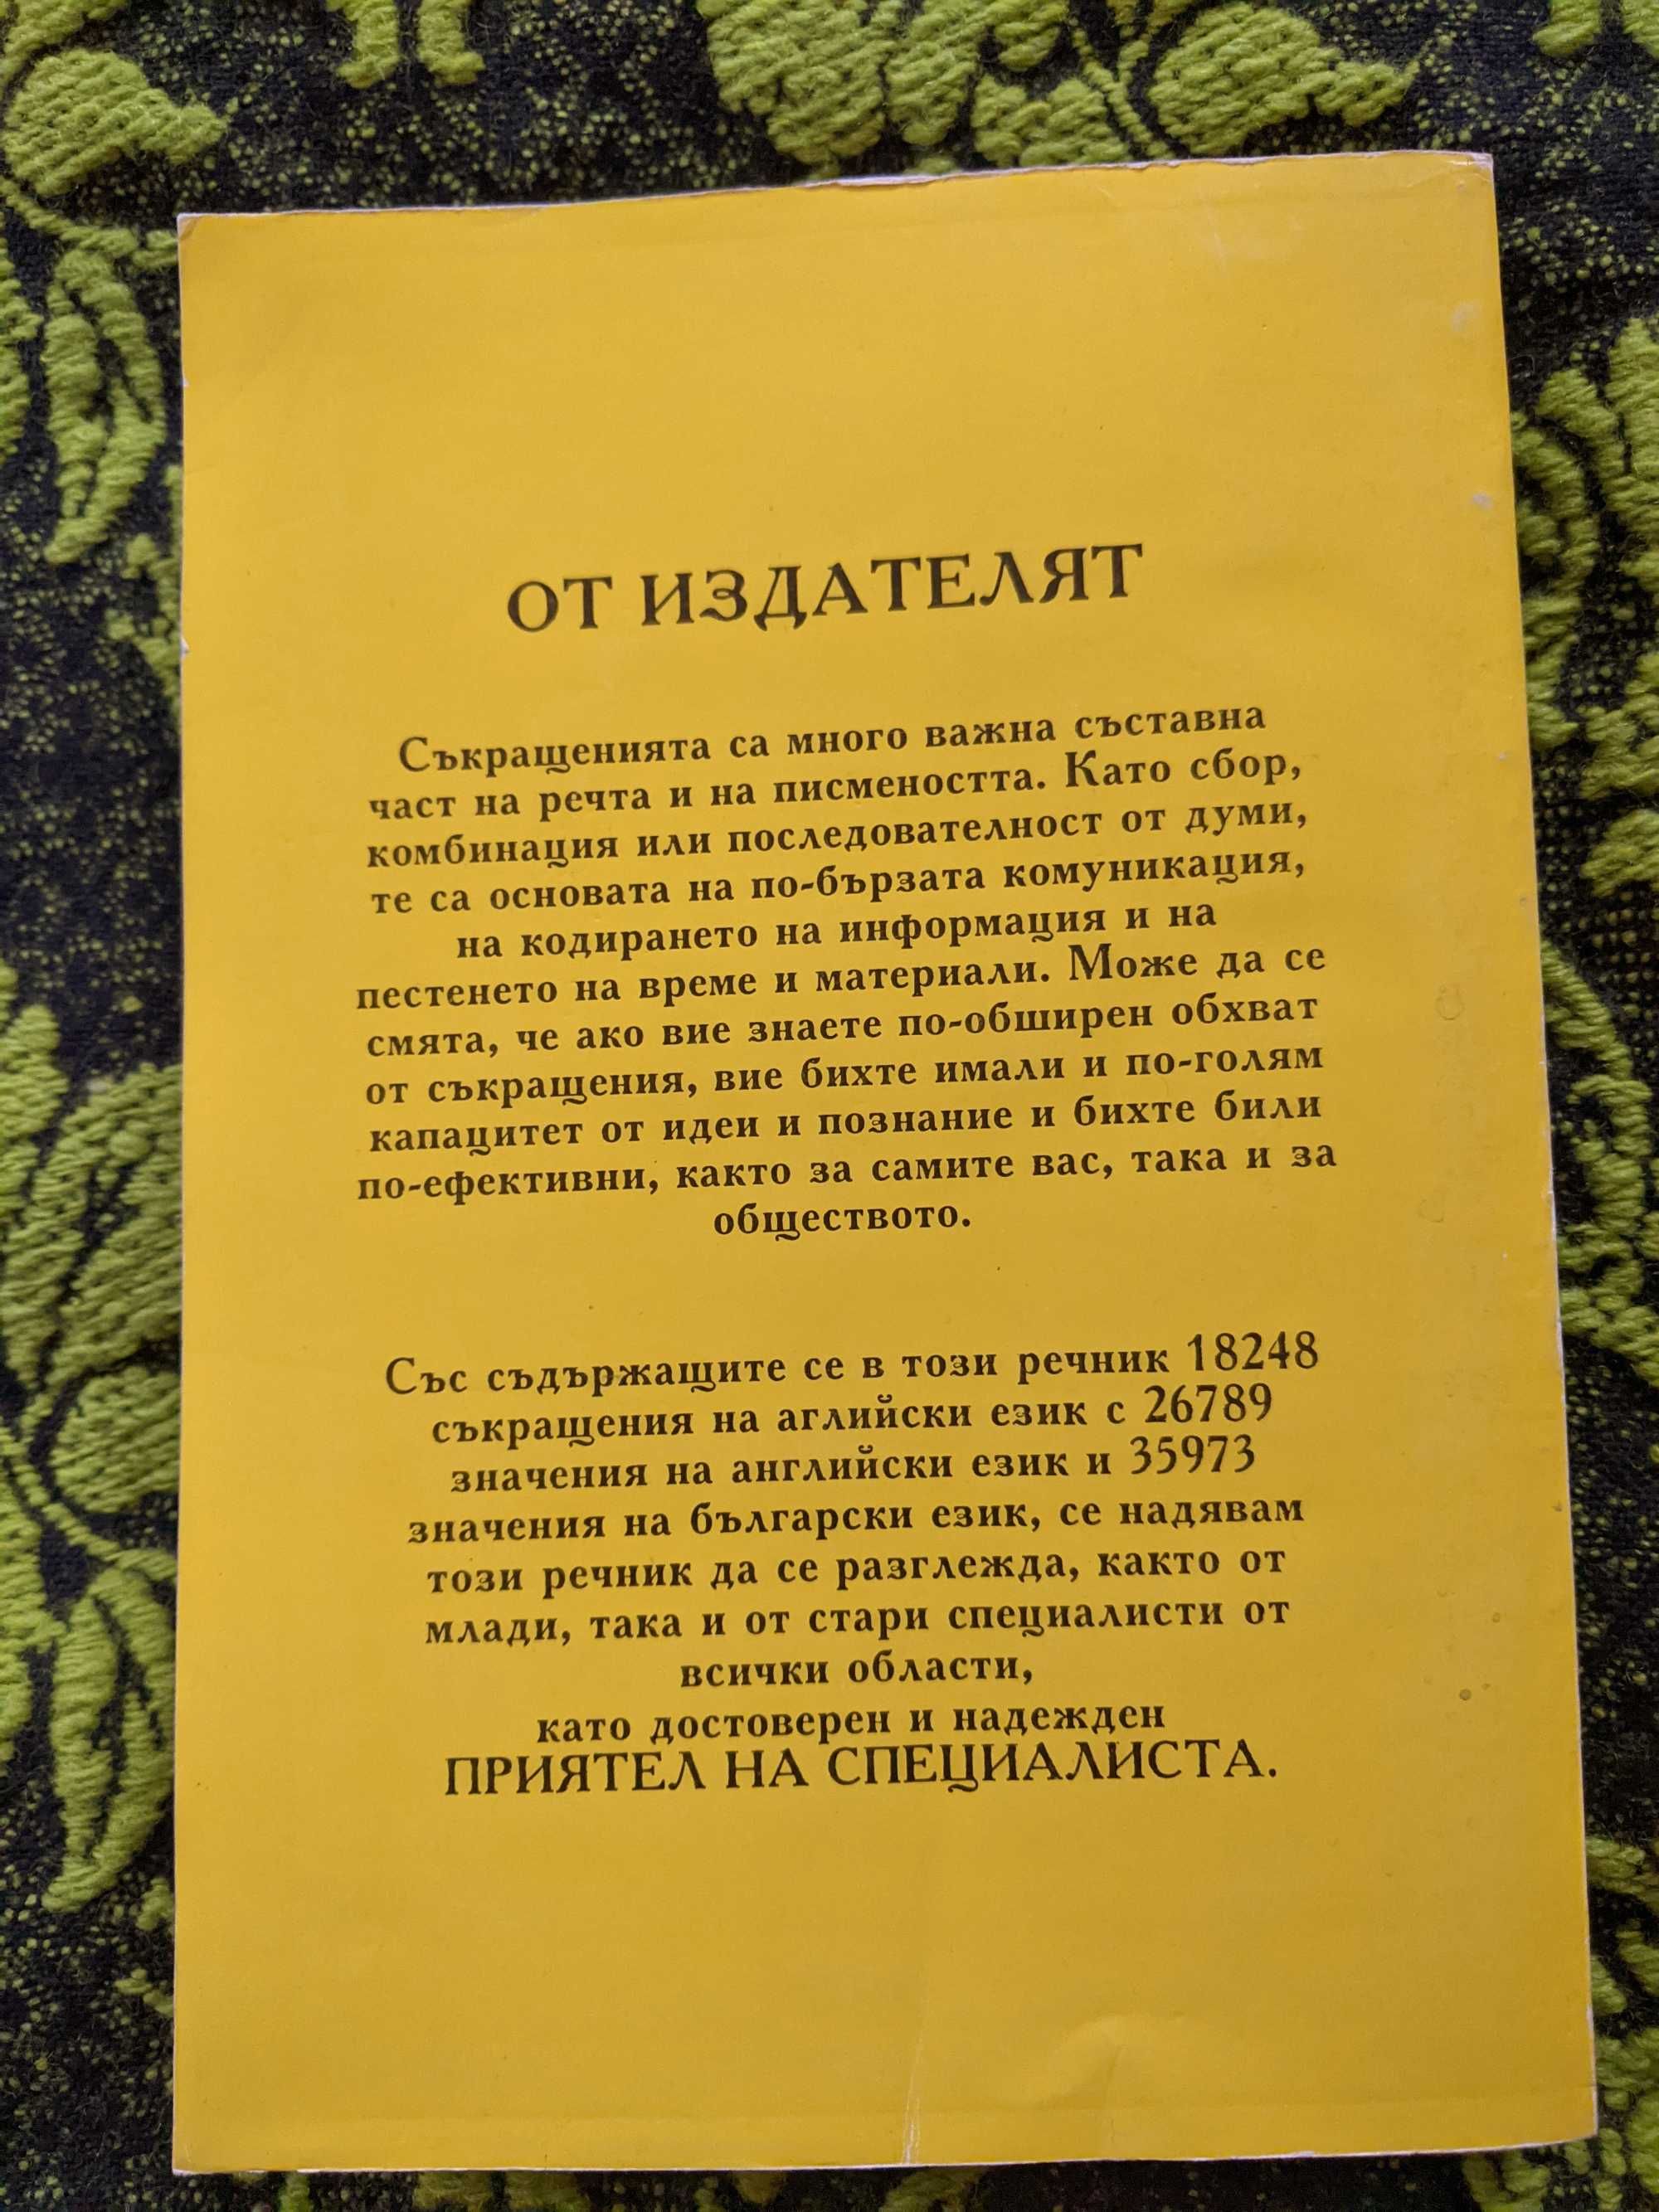 ОТ ИЗДАТЕЛЯТ
Съкращенията са много важна съставна
част на речта и на писмеността. Като сбор,
комбинация или последователност от думи,
те са основата на по-бързата комуникация,
на кодирането на информация и на
пестенето на време и материали. Може да се
смята, че ако вие знаете по-обширен обхват
от съкращения, вие бихте имали и по-голям
капацитет от идеи и познание и бихте били
по-ефективни, както за самите вас, така и за
обществото.
Със съдържащите се в този речник 18248
съкращения на аглийски език с 26789
значения на английски език и 35973
значения на български език, се надявам
този речник да се разглежда, както от
млади, така и от стари специалисти от
всички области,
като достоверен и надежден
ПРИЯТЕЛ НА СПЕЦИАЛИСТА.